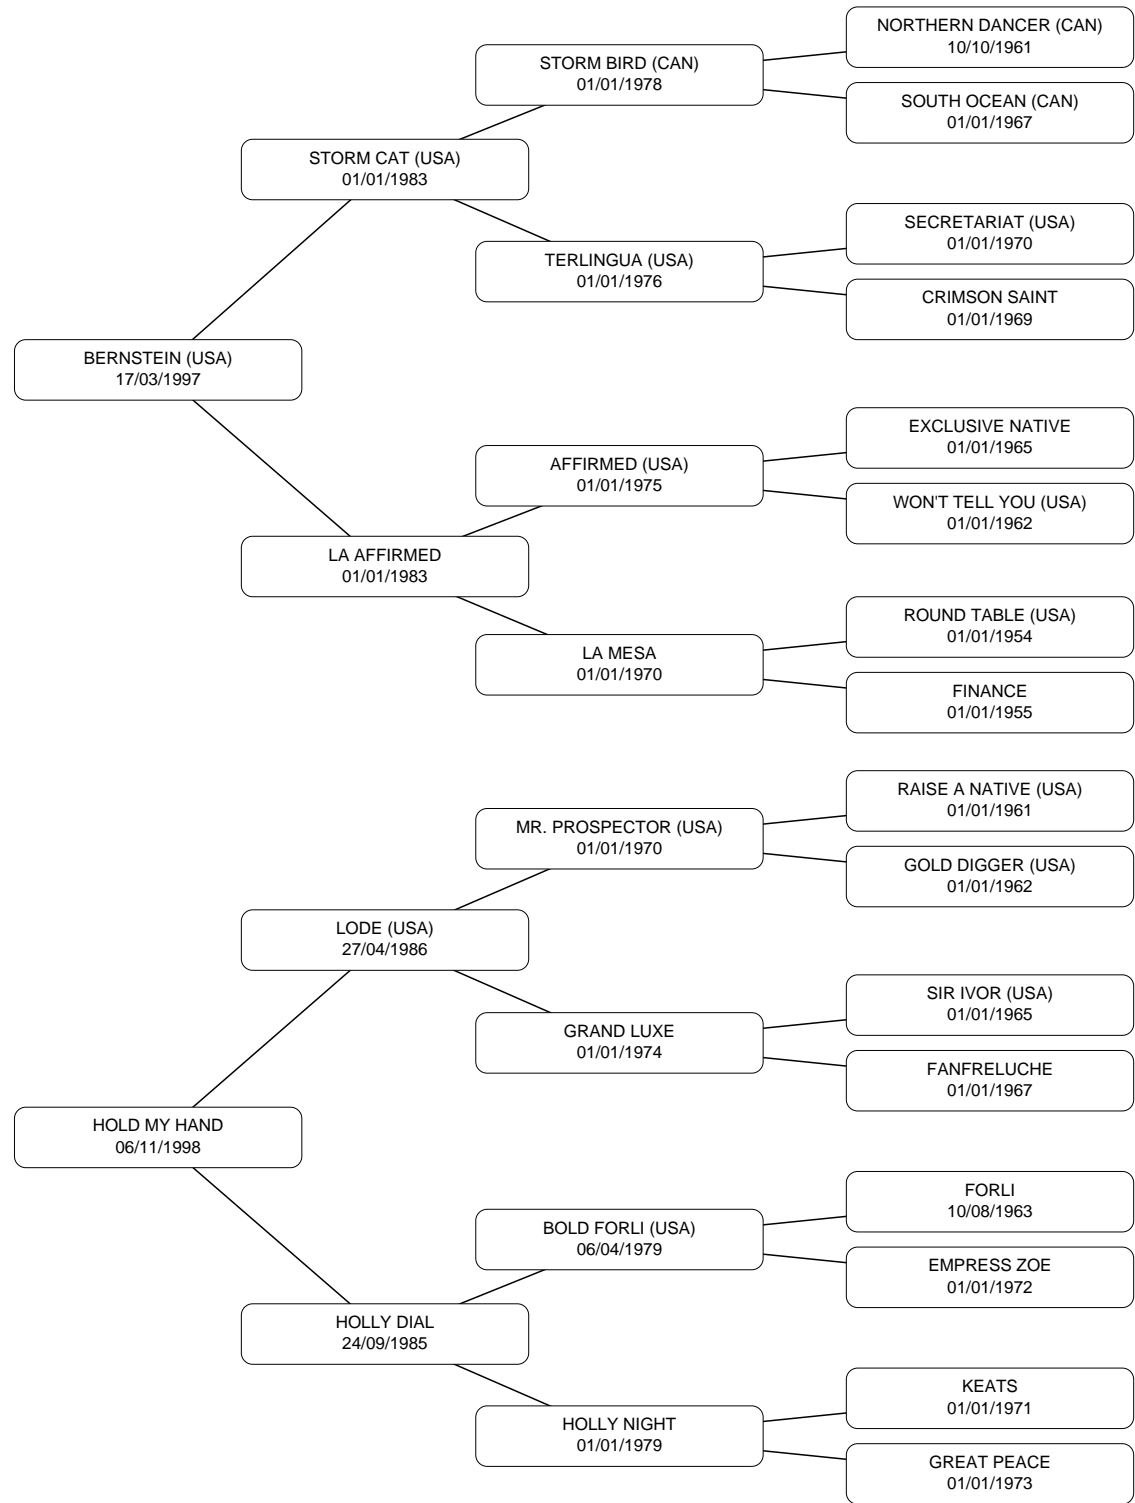 NORTHERN DANCER (CAN)
10/10/1961
STORM BIRD (CAN)
01/01/1978
SOUTH OCEAN (CAN)
01/01/1967
STORM CAT (USA)
01/01/1983
SECRETARIAT (USA)
01/01/1970
TERLINGUA (USA)
01/01/1976
CRIMSON SAINT
01/01/1969
BERNSTEIN (USA)
17/03/1997
EXCLUSIVE NATIVE
01/01/1965
AFFIRMED (USA)
01/01/1975
WON'T TELL YOU (USA)
01/01/1962
LA AFFIRMED
01/01/1983
ROUND TABLE (USA)
01/01/1954
LA MESA
01/01/1970
FINANCE
01/01/1955
RAISE A NATIVE (USA)
01/01/1961
MR. PROSPECTOR (USA)
01/01/1970
GOLD DIGGER (USA)
01/01/1962
LODE (USA)
27/04/1986
SIR IVOR (USA)
01/01/1965
GRAND LUXE
01/01/1974
FANFRELUCHE
01/01/1967
HOLD MY HAND
06/11/1998
FORLI
10/08/1963
BOLD FORLI (USA)
06/04/1979
EMPRESS ZOE
01/01/1972
HOLLY DIAL
24/09/1985
KEATS
01/01/1971
HOLLY NIGHT
01/01/1979
GREAT PEACE
01/01/1973